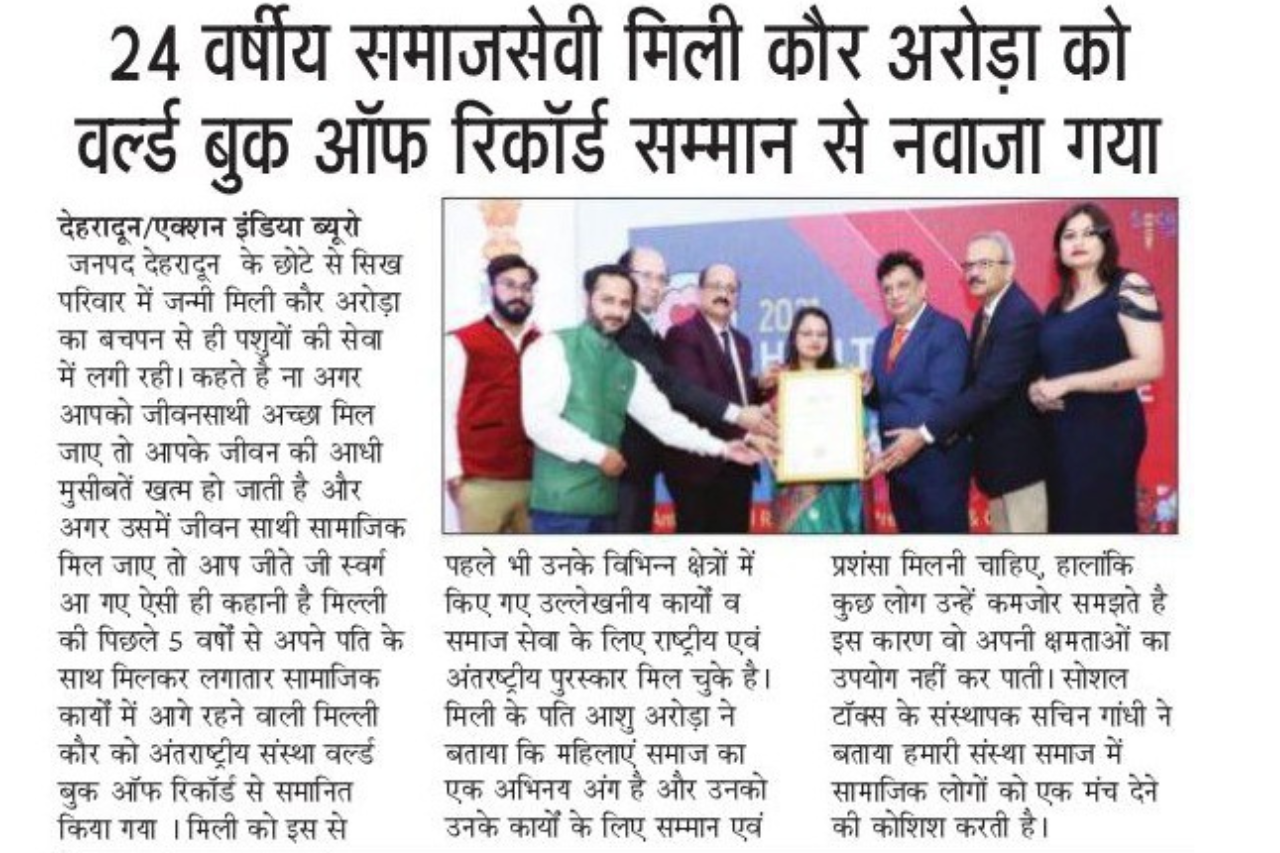 24 वर्षीय समाजसेवी मिली कौर अरोड़ा को
वर्ल्ड बुक ऑफ रिकॉर्ड सम्मान से नवाजा गया
देहरादून/एक्शन इंडिया ब्यूरो
जनपद देहरादून के छोटे से सिख
परिवार में जन्मी मिली कौर अरोड़ा
का बचपन से ही पशुयों की सेवा
में लगी रही। कहते है ना अगर
आपको जीवनसाथी अच्छा मिल
जाए तो आपके जीवन की आधी
मुसीबतें खत्म हो जाती है और
अगर उसमें जीवन साथी सामाजिक
मिल जाए तो आप जीते जी स्वर्ग
आ गए ऐसी ही कहानी है मिल्ली
की पिछले 5 वर्षों से अपने पति के
साथ मिलकर लगातार सामाजिक
कार्यों में आगे रहने वाली मिल्ली
कौर को अंतराष्ट्रीय संस्था वर्ल्ड
बुक ऑफ रिकॉर्ड से समानित
किया गया । मिली को इस से
पहले भी उनके विभिन्न क्षेत्रों में
किए गए उल्लेखनीय कार्यों व
समाज सेवा के लिए राष्ट्रीय एवं
अंतरष्ट्रीय पुरस्कार मिल चुके है।
मिली के पति आशु अरोड़ा ने
बताया कि महिलाएं समाज का
एक अभिनय अंग है और उनको
उनके कार्यों के लिए सम्मान एवं
प्रशंसा मिलनी चाहिए, हालांकि
कुछ लोग उन्हें कमजोर समझते है
इस कारण वो अपनी क्षमताओं का
उपयोग नहीं कर पाती। सोशल
टॉक्स के संस्थापक सचिन गांधी ने
बताया हमारी संस्था समाज में
सामाजिक लोगों को एक मंच देने
की कोशिश करती है।